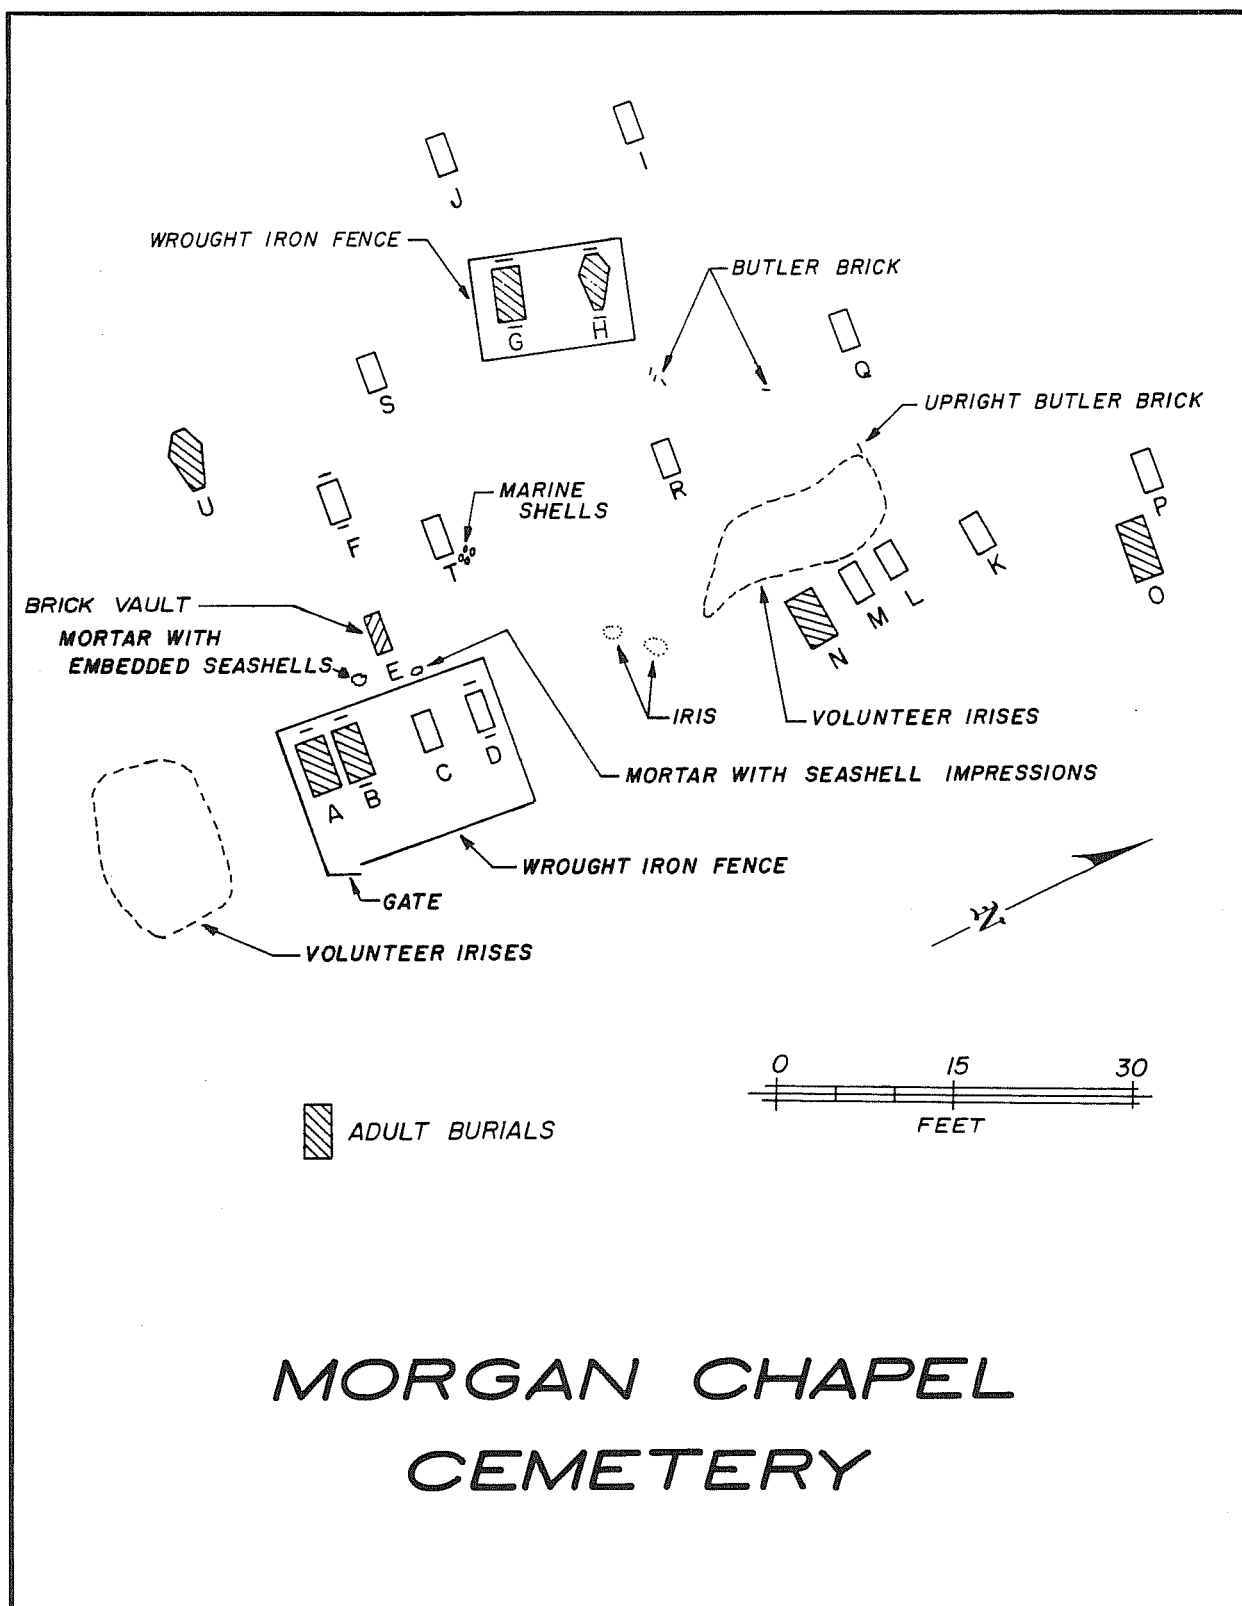 I
J
WROUGHT IRON FENCE
BUTLER BRICK
G
H
Q
S
UPRIGHT BUTLER BRICK
R
P
U
MARINE
SHELLS
F
T
K
L
M
O
BRICK VAULT
MORTAR WITH
EMBEDDED SEASHELLS
E
N
IRIS
VOLUNTEER IRISES
D
C
MORTAR WITH SEASHELL IMPRESSIONS
B
A
WROUGHT IRON FENCE
GATE
N
VOLUNTEER IRISES
0 15 30
FEET
ADULT BURIALS
MORGAN CHAPEL
CEMETERY